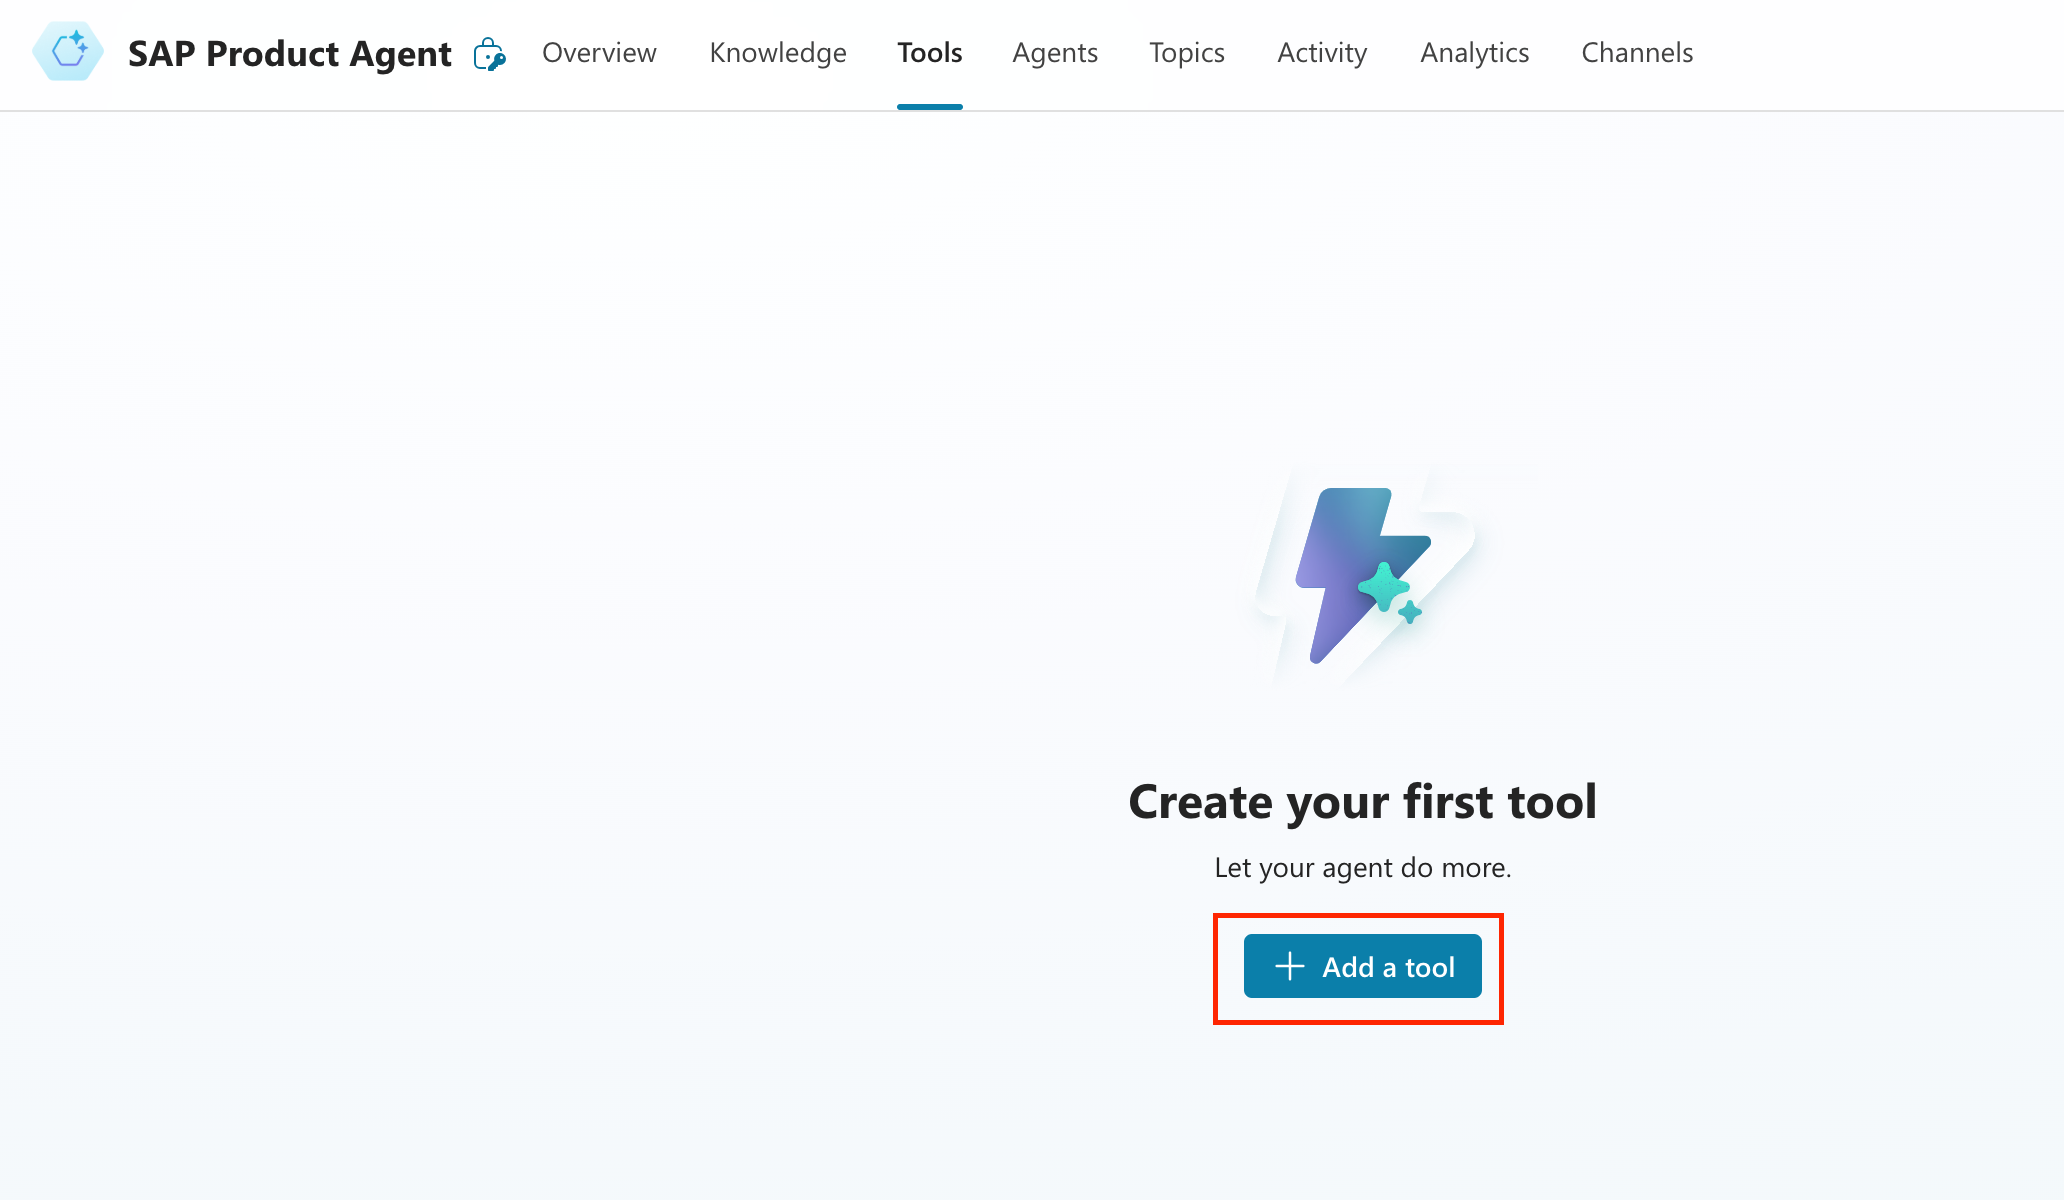 SAP Product Agent Overview Knowledge Tools Agents Topics Activity Analytics Channels
Create your first tool
Let your agent do more.
Add a tool